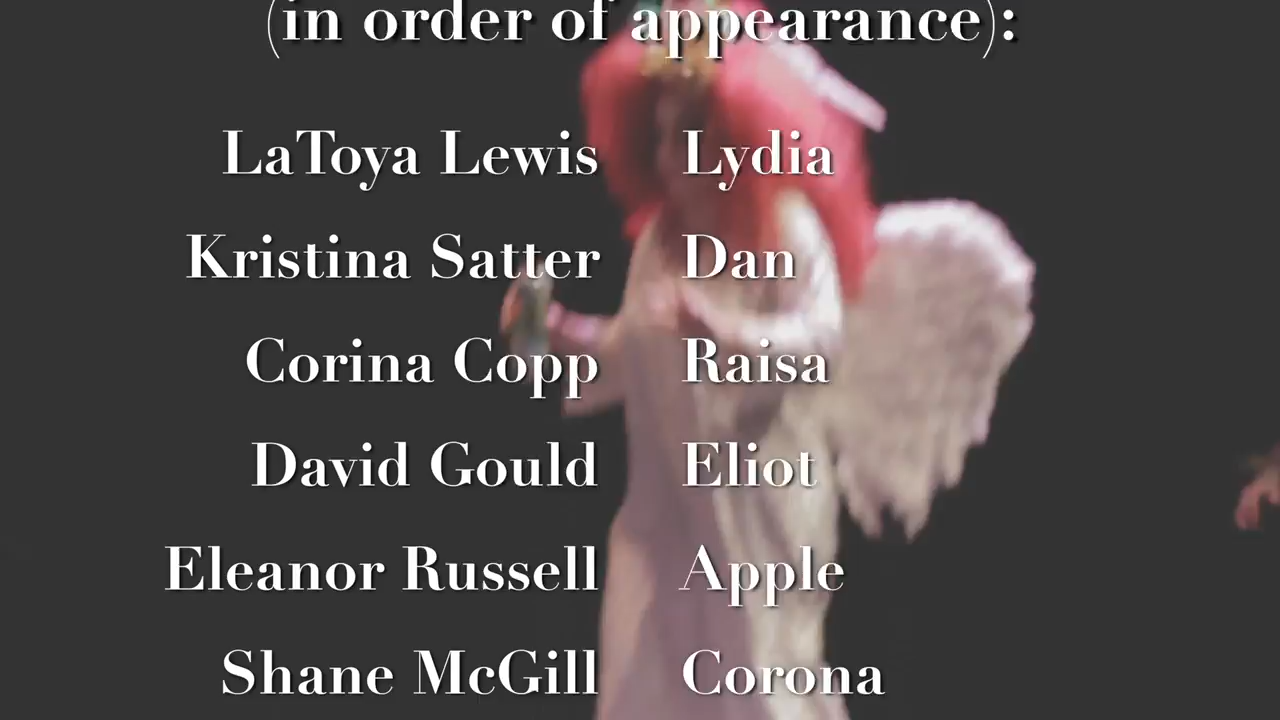 (in order of appearance):
LaToya Lewis Lydia
Kristina Satter Dan
Corina Copp Raisa
David Gould Eliot
Eleanor Russell Apple
Shane McGill Corona